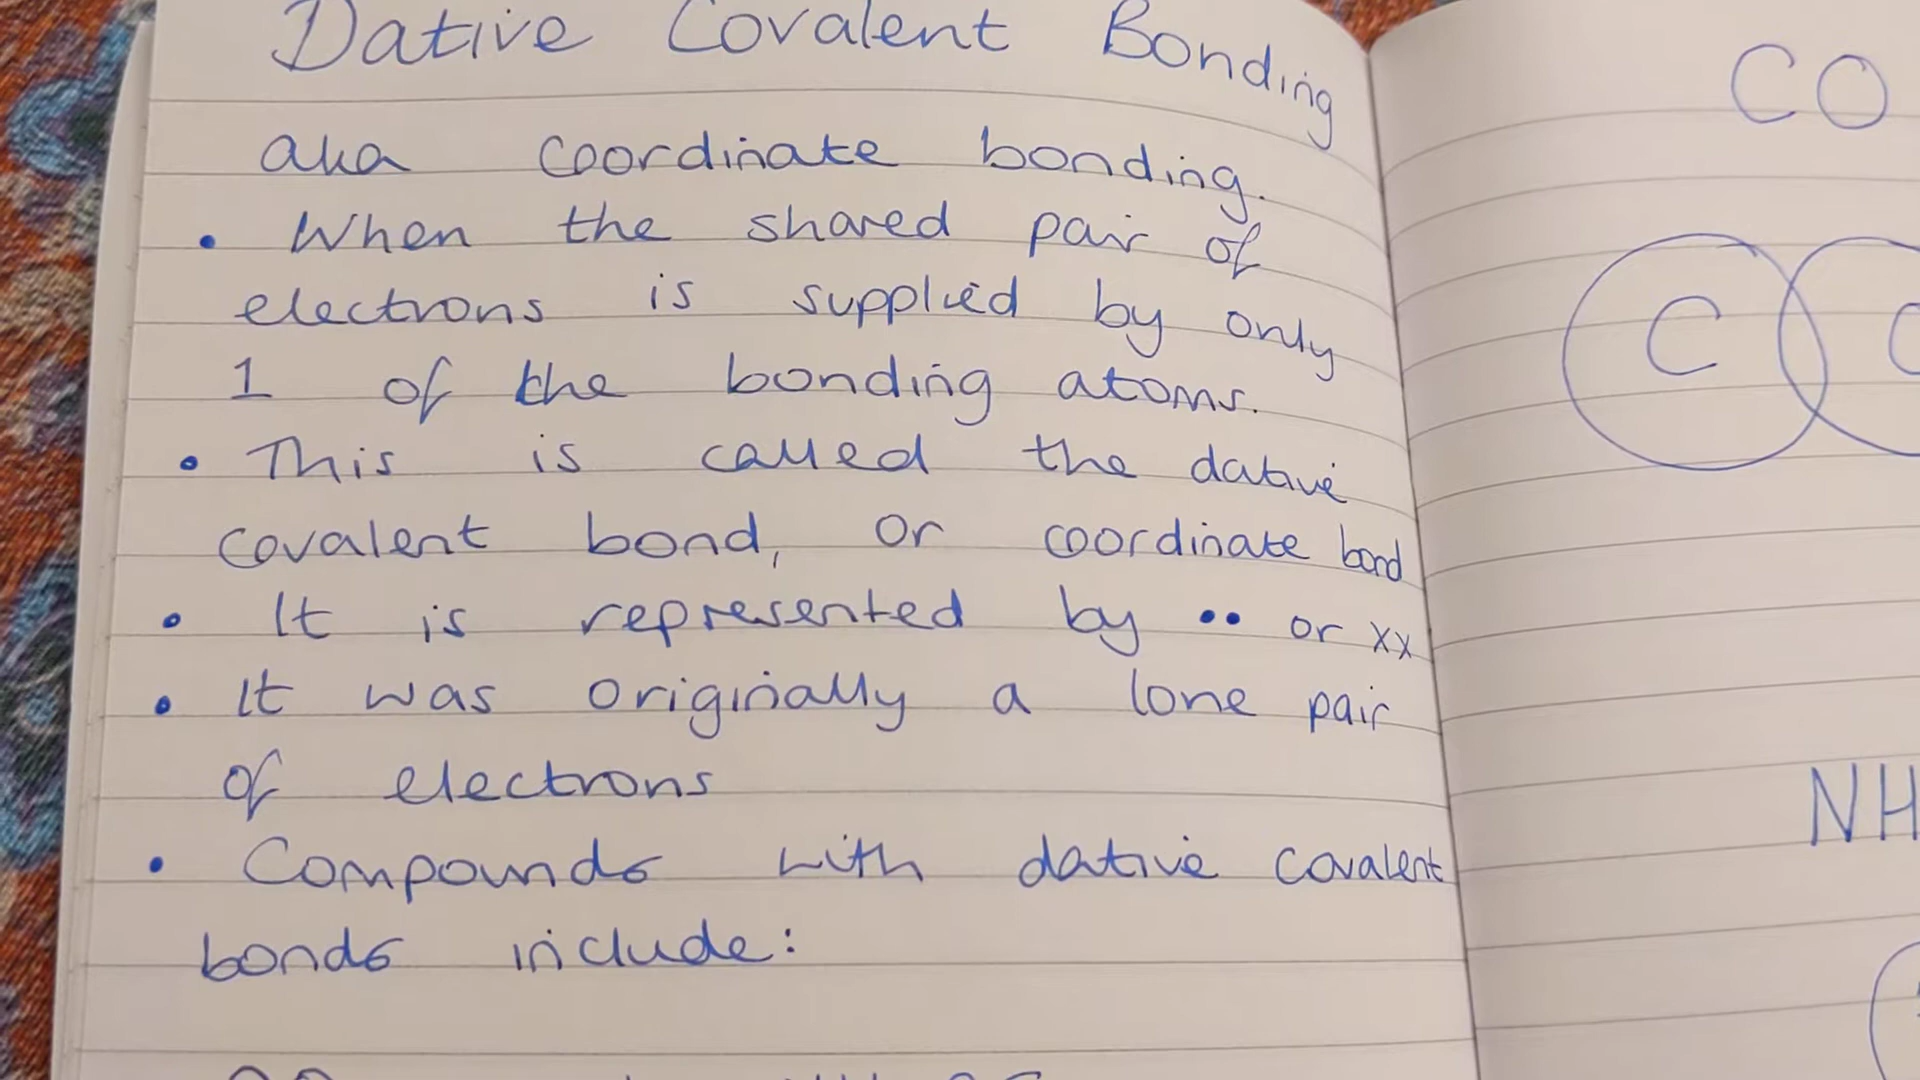 Dative Covalent Bonding
aka coordinate bonding.
• When the shared pair of
electrons is supplied by only
1 of the bonding atoms.
• This is called the dative
covalent bond, or coordinate bond
• It is represented by •• or xx
• It was originally a lone pair
of electrons
• Compounds with dative covalent
bonds include:
CO
C
NH